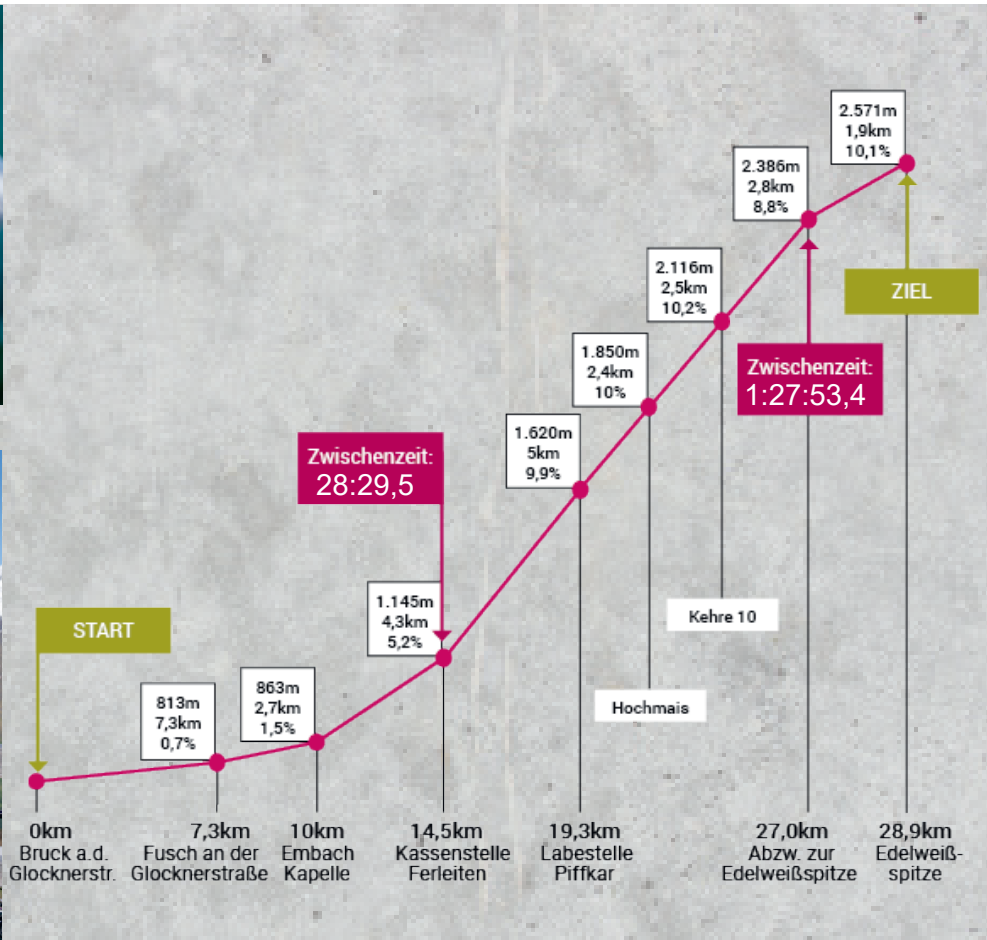 2.571m
1,9km
10,1%
2.386m
2,8km
8,8%
2.116m
2,5km
10,2%
ZIEL
1.850m
2,4km
10%
Zwischenzeit:
1:27:53,4
1.620m
5km
9,9%
Zwischenzeit:
28:29,5
1.145m
4,3km
5,2%
START
Kehre 10
863m
2,7km
1,5%
813m
7,3km
0,7%
Hochmais
0km
Bruck a.d.
Glocknerstr.
7,3km
Fusch an der
Glocknerstraße
10km
Embach
Kapelle
14,5km
Kassenstelle
Ferleiten
19,3km
Labestelle
Piffkar
27,0km
Abzw. zur
Edelweißspitze
28,9km
Edelweiß-
spitze